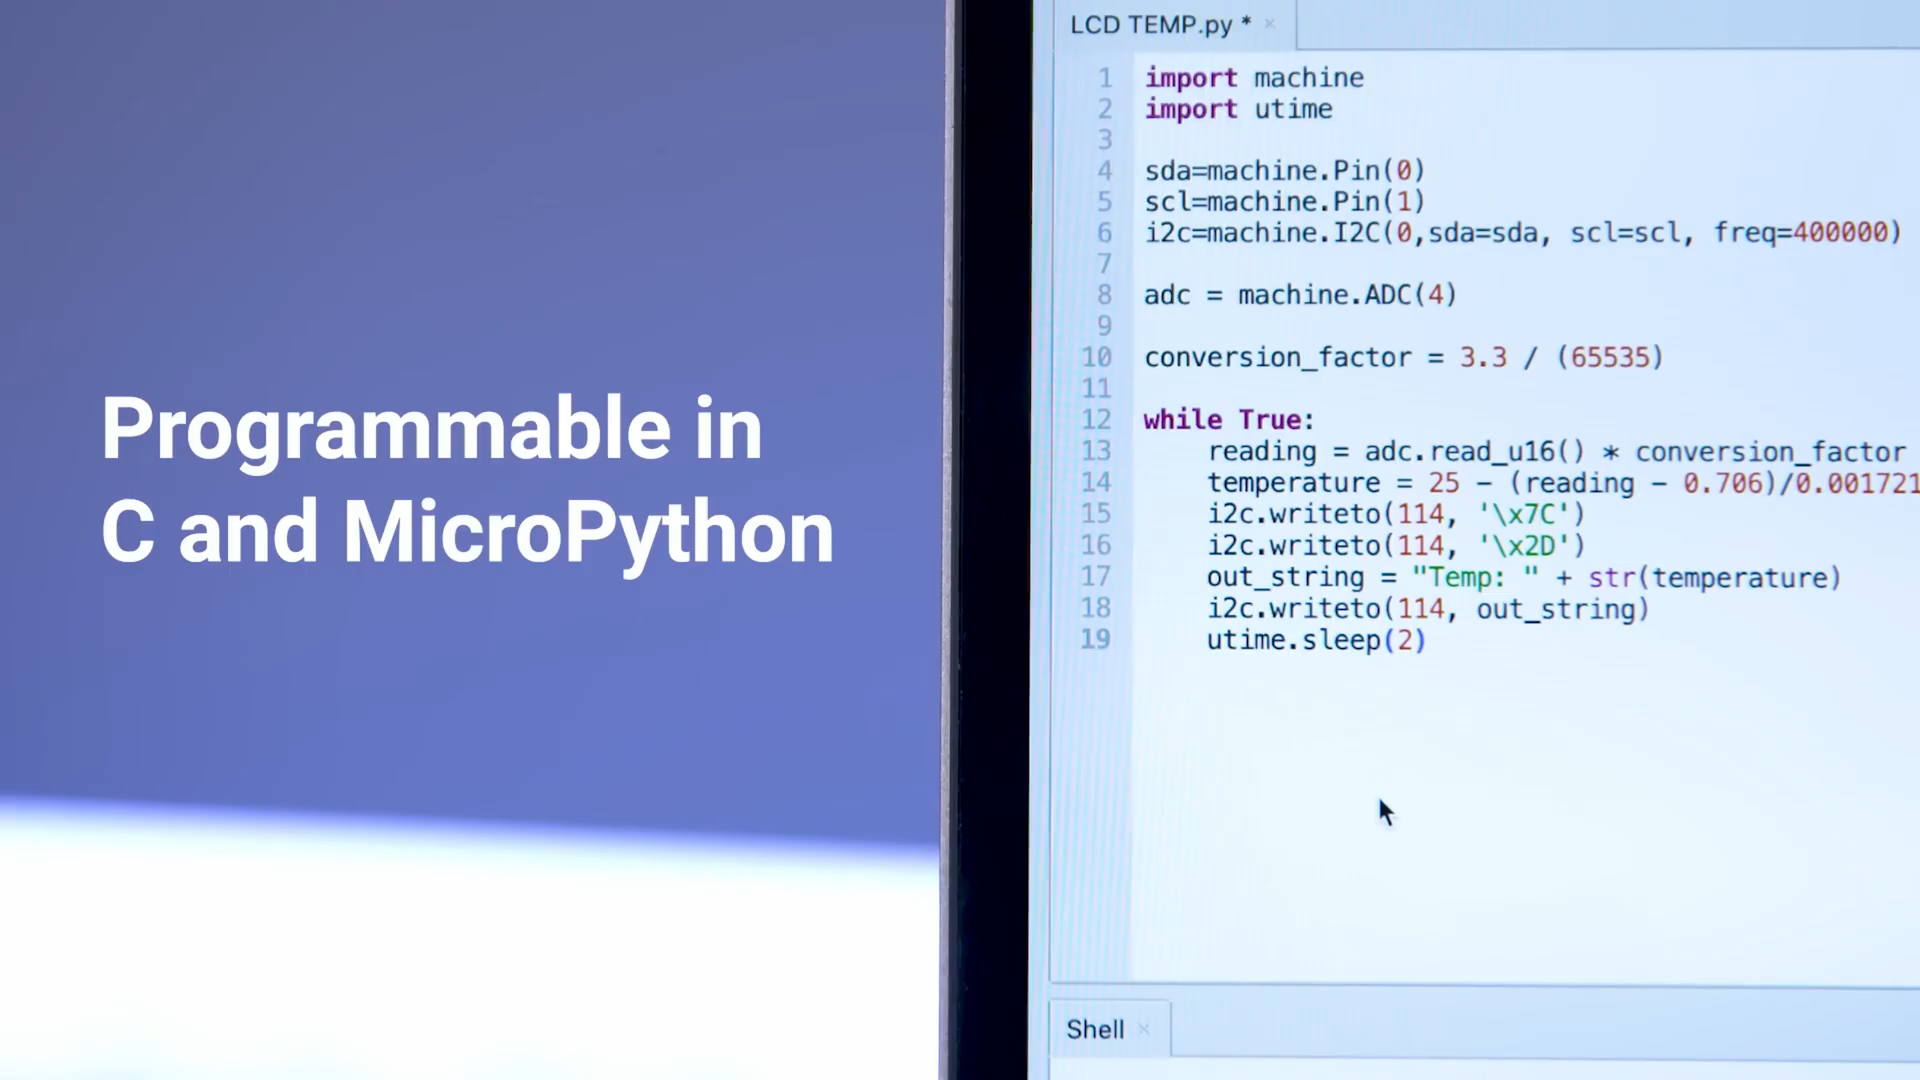 Programmable in
C and MicroPython
LCD TEMP.py * ×
1 import machine
2 import utime
3
4 sda=machine.Pin(0)
5 scl=machine.Pin(1)
6 i2c=machine.I2C(0,sda=sda, scl=scl, freq=400000)
7
8 adc = machine.ADC(4)
9
10 conversion_factor = 3.3 / (65535)
11
12 while True:
13     reading = adc.read_u16() * conversion_factor
14     temperature = 25 - (reading - 0.706)/0.001721
15     i2c.writeto(114, '\x7C')
16     i2c.writeto(114, '\x2D')
17     out_string = "Temp: " + str(temperature)
18     i2c.writeto(114, out_string)
19     utime.sleep(2)
Shell ×